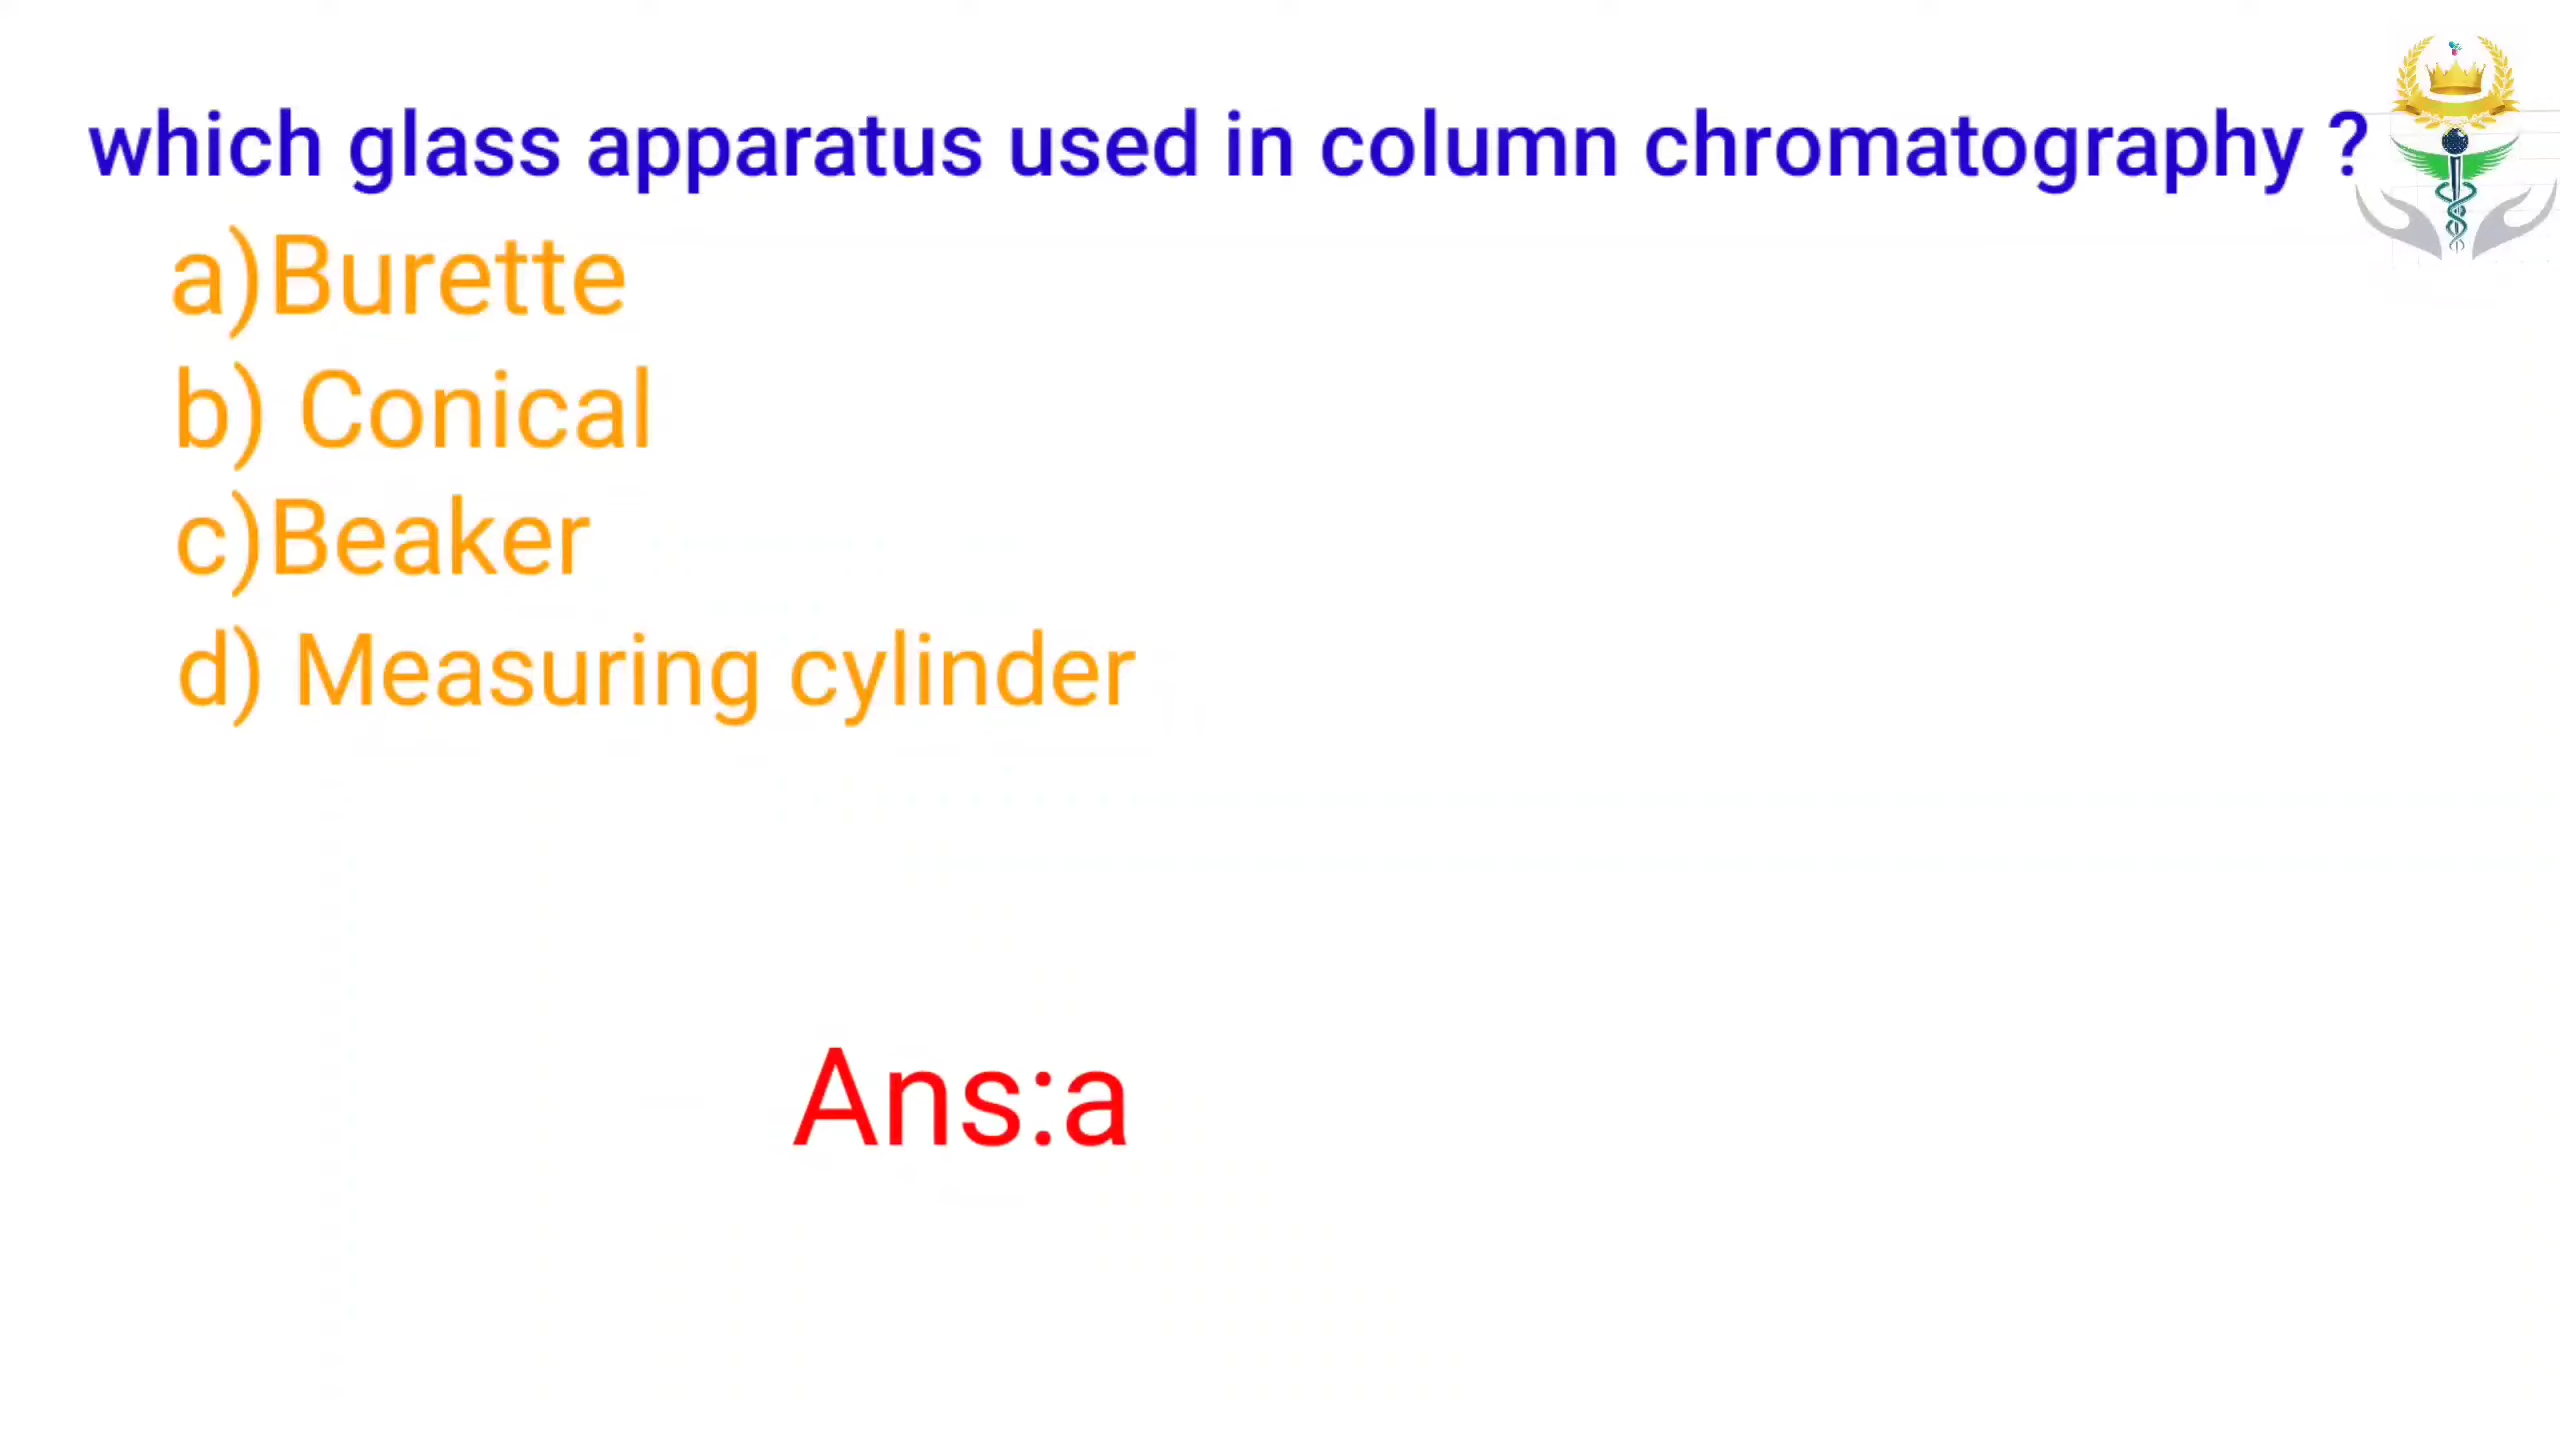 which glass apparatus used in column chromatography ?
a)Burette
b) Conical
c)Beaker
d) Measuring cylinder
Ans:a